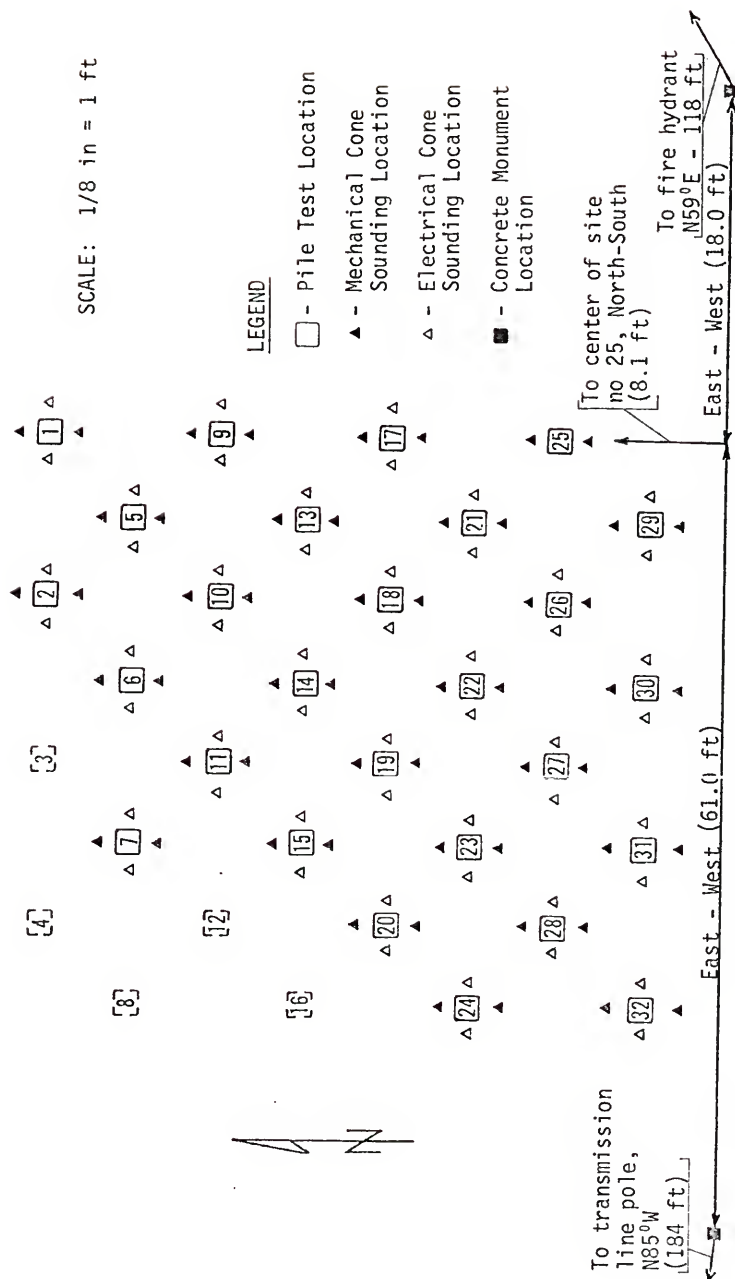 SCALE: 1/8 in = 1 ft
LEGEND
- Pile Test Location
- Mechanical Cone
Sounding Location
- Electrical Cone
Sounding Location
- Concrete Monument
Location
4
3
2
1
8
7
6
5
12
11
10
9
16
15
14
13
20
19
18
17
24
23
22
21
28
27
26
25
32
31
30
29
N
To transmission
line pole,
N85⁰W
(184 ft)
East - West (61.0 ft)
To center of site
no 25, North-South
(8.1 ft)
To fire hydrant
N59⁰E - 118 ft
East - West (18.0 ft)